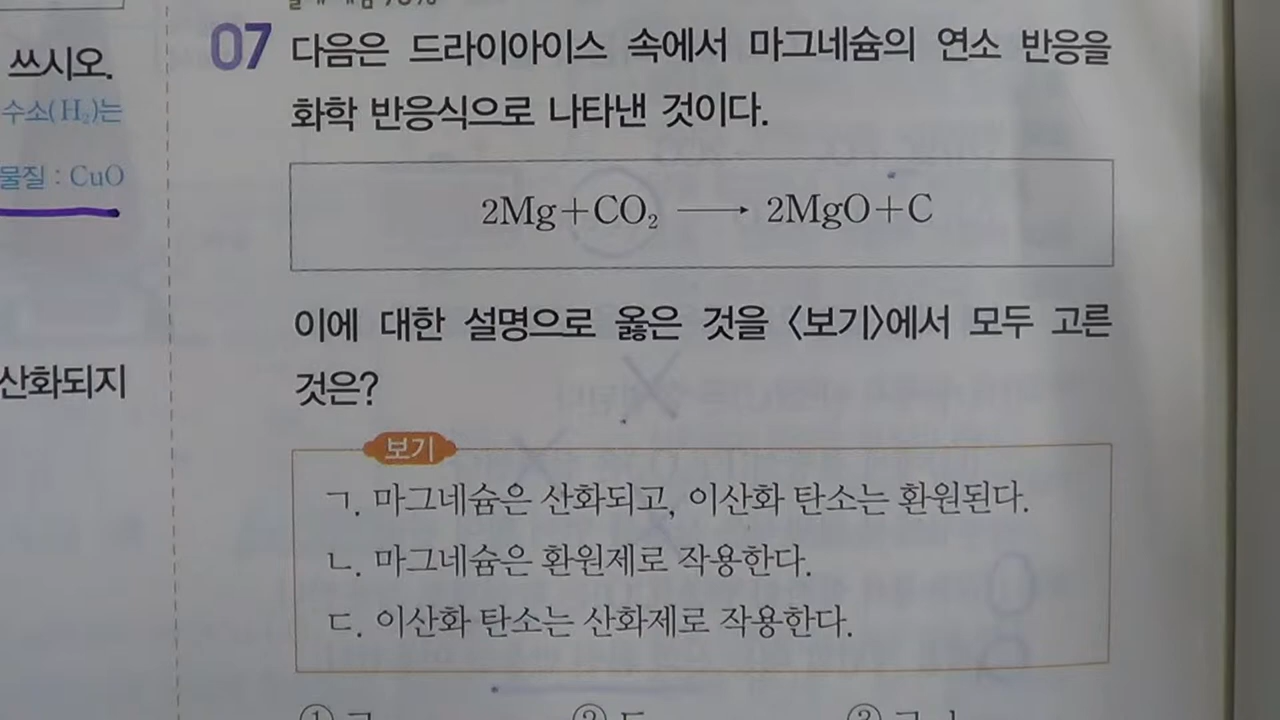 쓰시오.
수소(H₂)는
물질 : CuO
산화되지
07 다음은 드라이아이스 속에서 마그네슘의 연소 반응을
화학 반응식으로 나타낸 것이다.
2Mg+CO₂ ⟶ 2MgO+C
이에 대한 설명으로 옳은 것을 <보기>에서 모두 고른
것은?
보기
ㄱ. 마그네슘은 산화되고, 이산화 탄소는 환원된다.
ㄴ. 마그네슘은 환원제로 작용한다.
ㄷ. 이산화 탄소는 산화제로 작용한다.